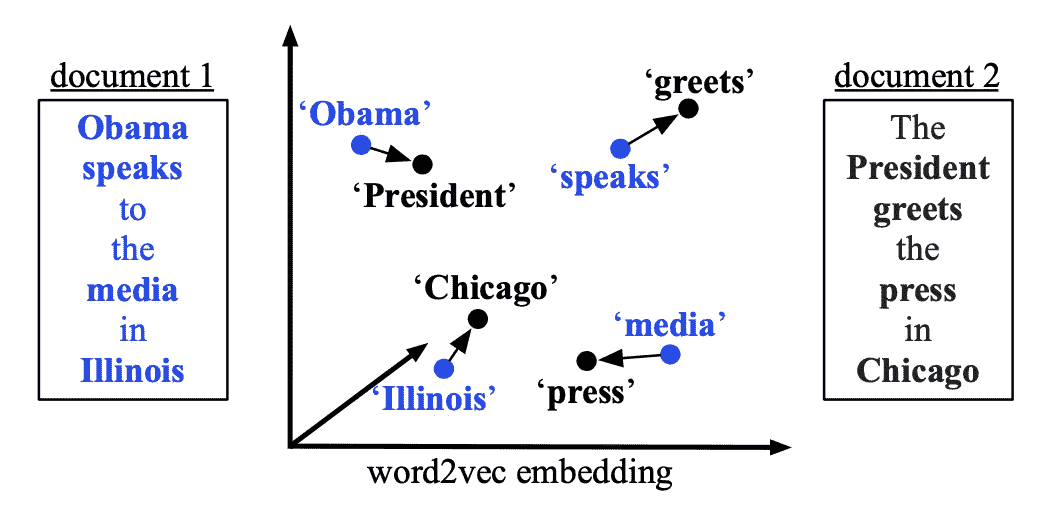 document 1
Obama
speaks
to
the
media
in
Illinois
‘Obama’
‘President’
‘greets’
‘speaks’
‘Chicago’
‘Illinois’
‘media’
‘press’
word2vec embedding
document 2
The
President
greets
the
press
in
Chicago